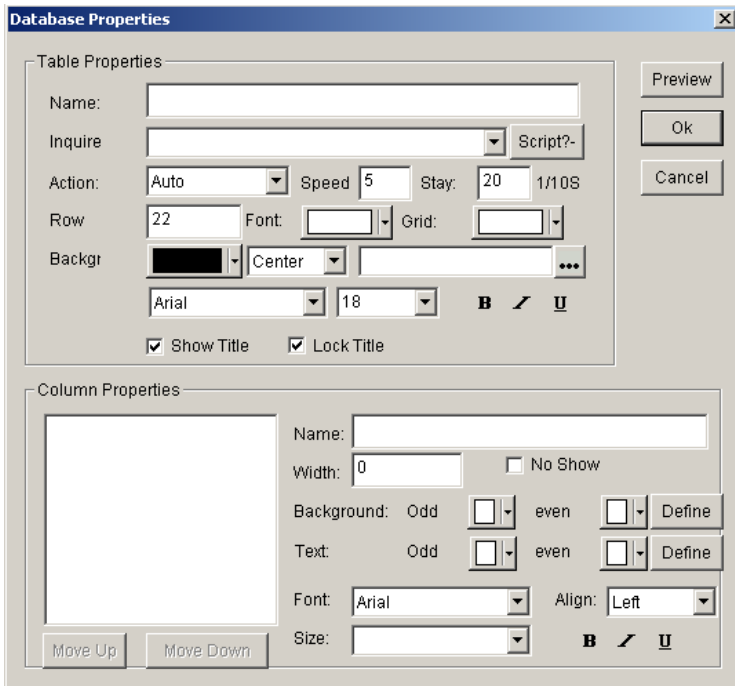 Database Properties
Table Properties
Preview
Name:
Ok
Inquire Script?-
Cancel
Action: Auto Speed 5 Stay: 20 1/10S
Row 22 Font: Grid:
Backgr Center ...
Arial 18 B I U
Show Title Lock Title
Column Properties
Name:
Width: 0 No Show
Background: Odd even Define
Text: Odd even Define
Font: Arial Align: Left
Size: B I U
Move Up Move Down